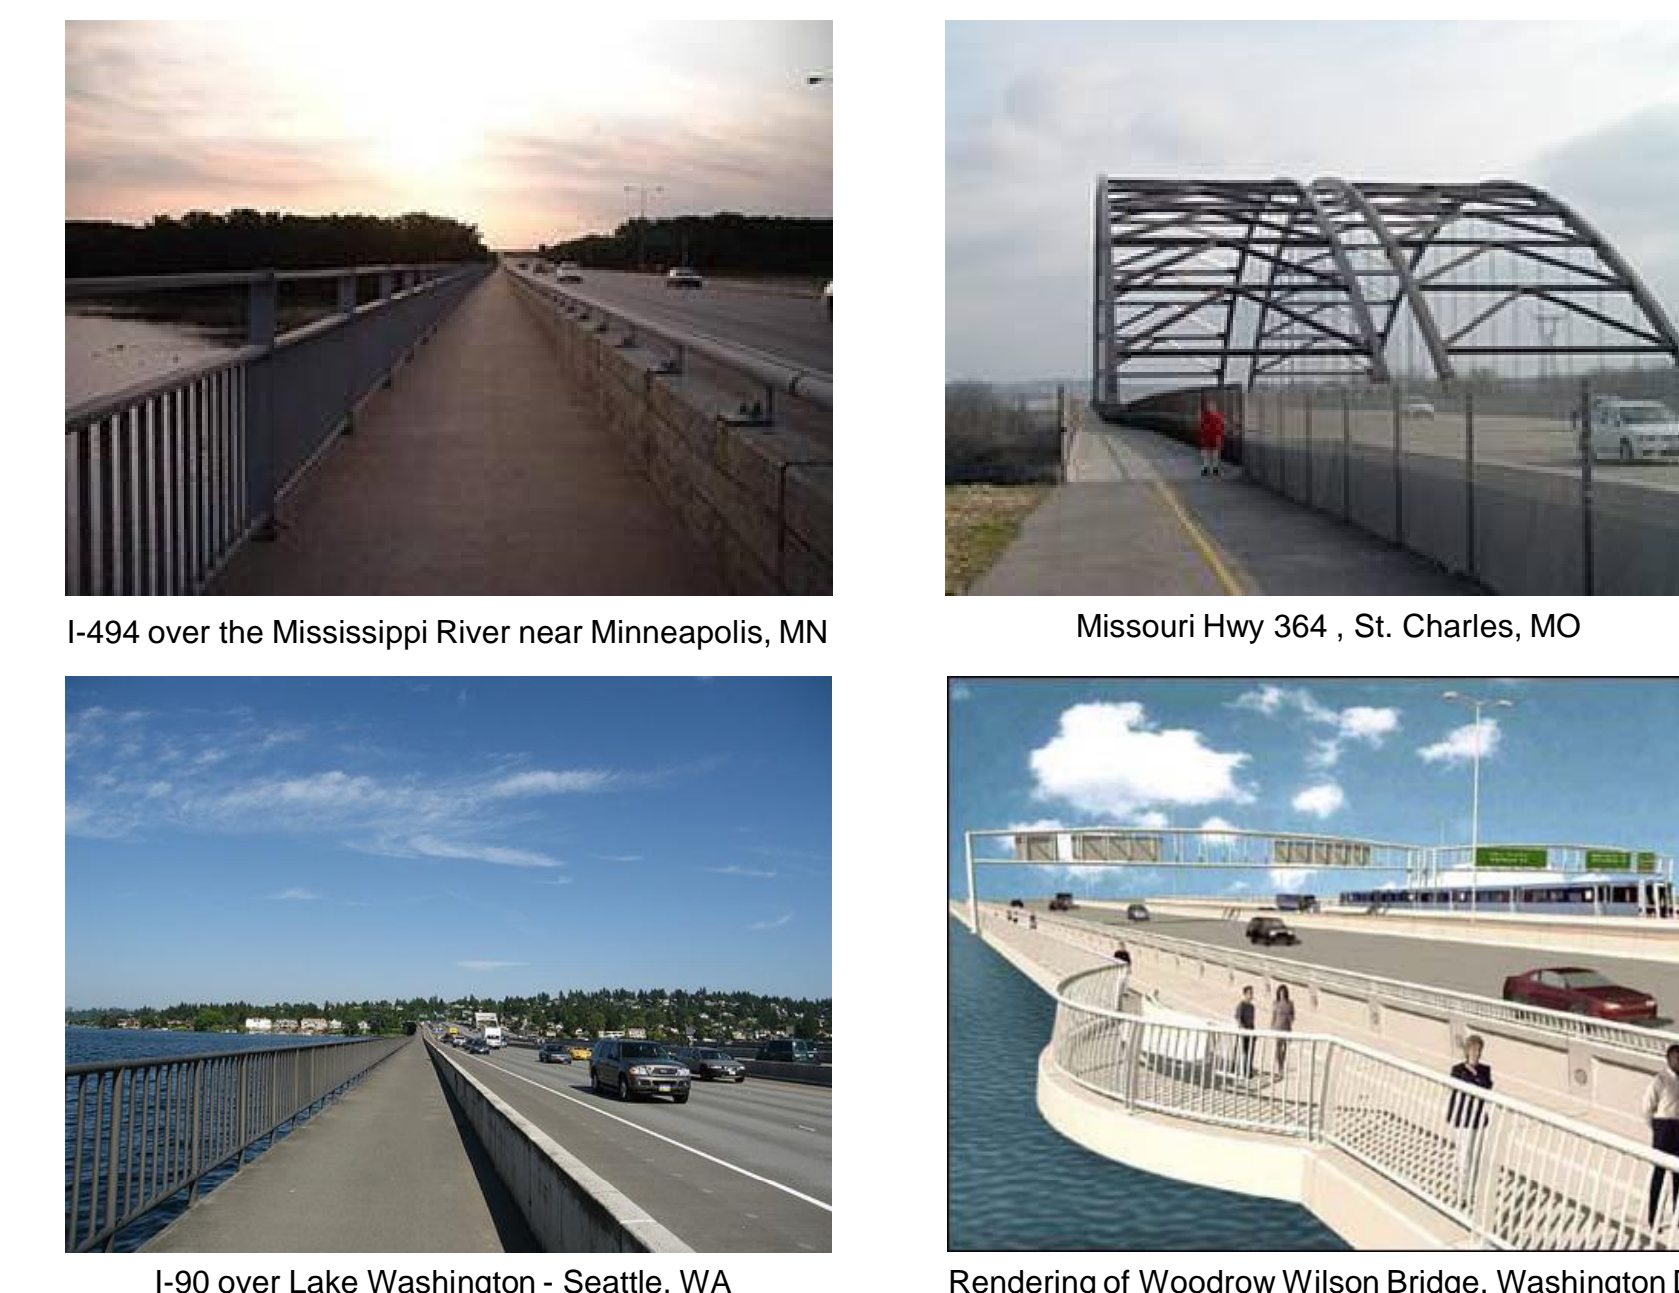 I-494 over the Mississippi River near Minneapolis, MN
Missouri Hwy 364 , St. Charles, MO
I-90 over Lake Washington - Seattle, WA
Rendering of Woodrow Wilson Bridge, Washington